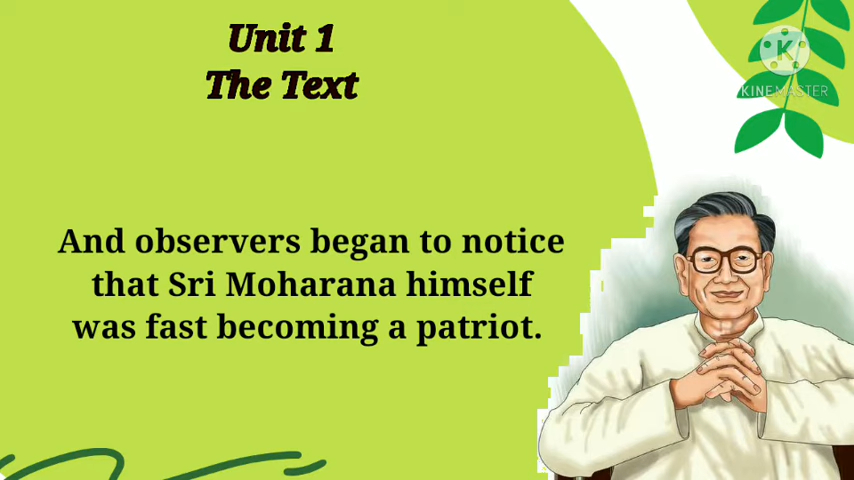 Unit 1
The Text
K
KINEMASTER
And observers began to notice
that Sri Moharana himself
was fast becoming a patriot.